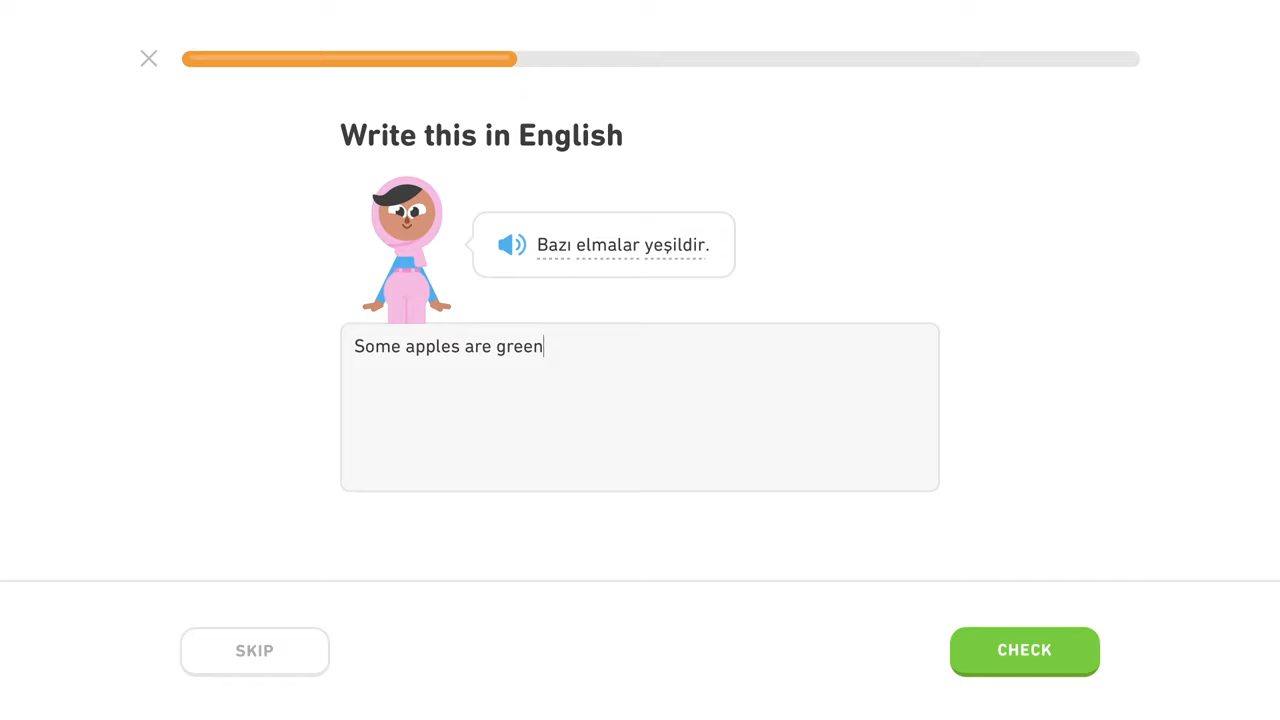 Write this in English
Bazı elmalar yeşildir.
Some apples are green
SKIP
CHECK